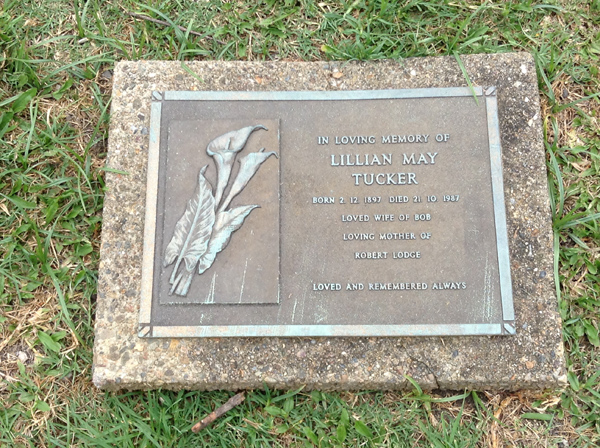 IN LOVING MEMORY OF
LILLIAN MAY
TUCKER
BORN 2. 12. 1897. DIED 21. 10. 1987
LOVED WIFE OF BOB
LOVING MOTHER OF
ROBERT LODGE
LOVED AND REMEMBERED ALWAYS